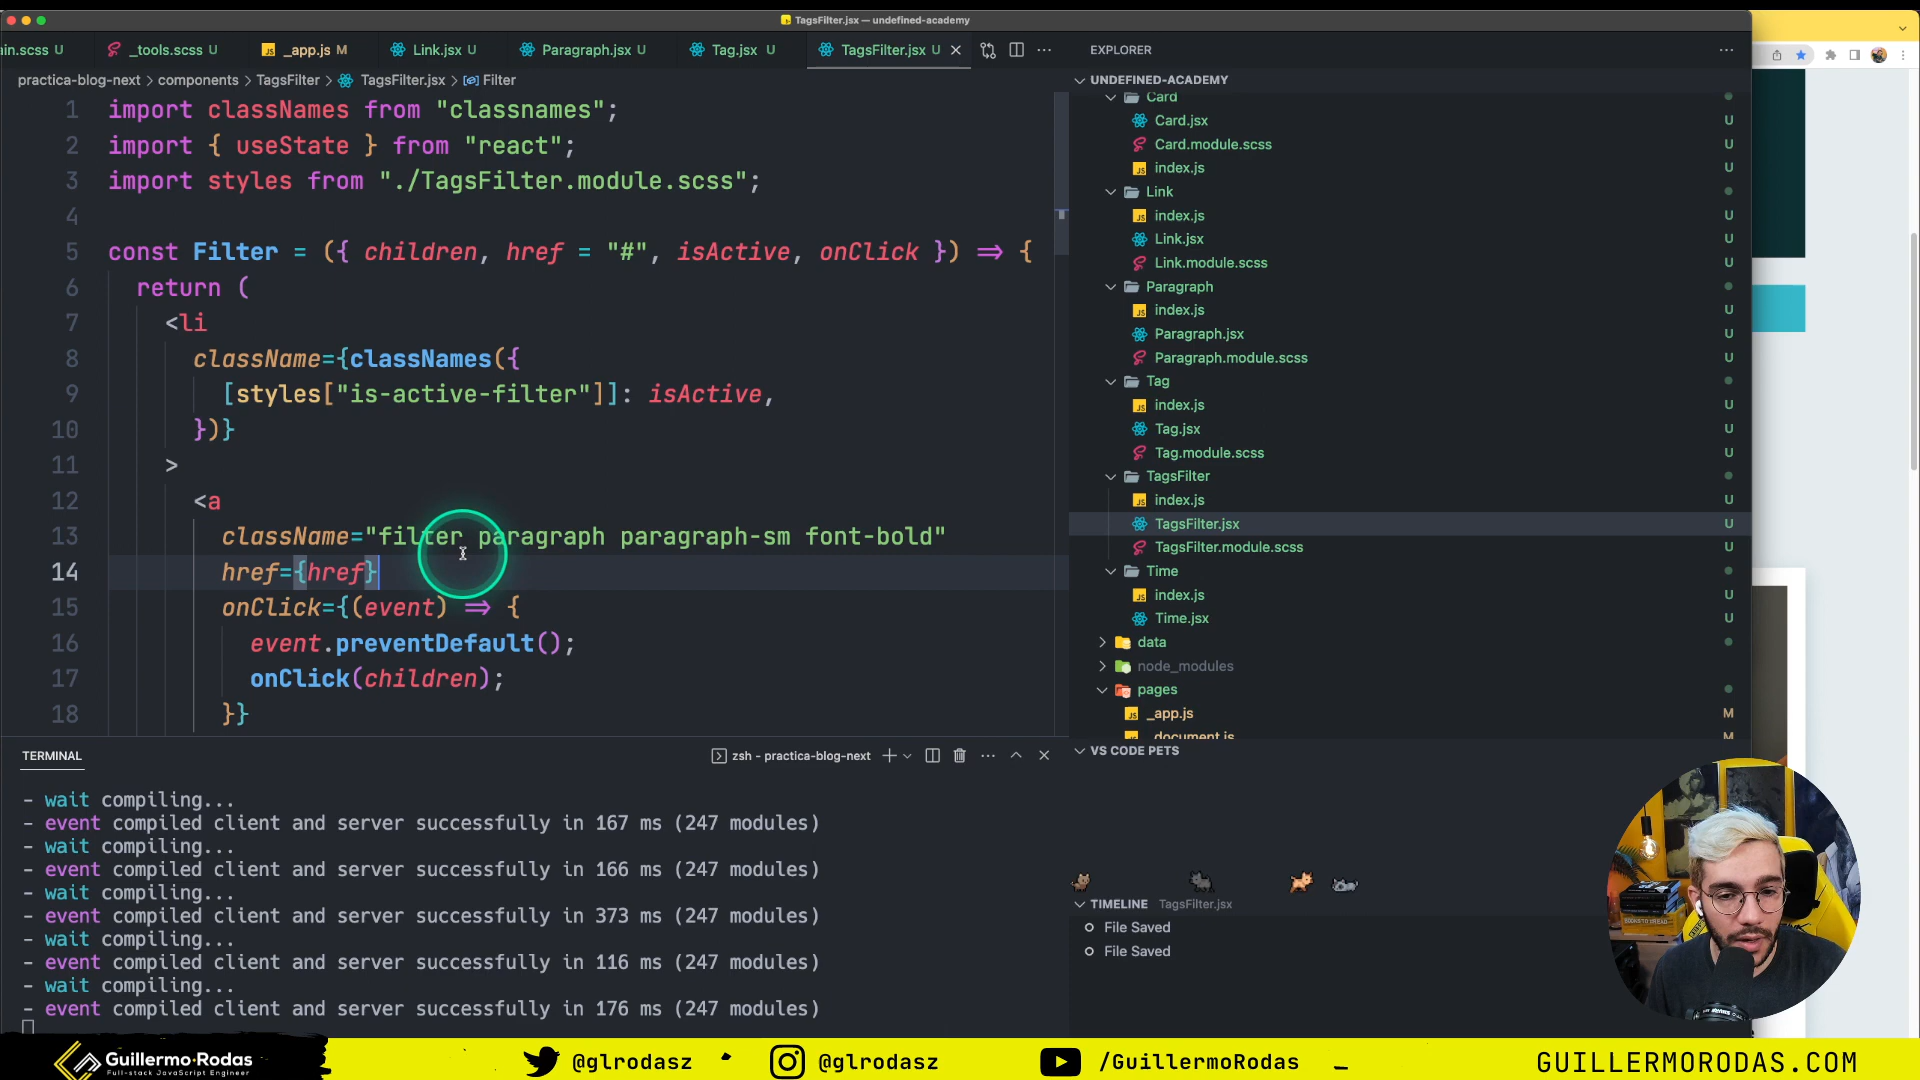 TagsFilter.jsx — undefined-academy
ain.scss U
_tools.scss U
_app.js M
Link.jsx U
Paragraph.jsx U
Tag.jsx U
TagsFilter.jsx U
practica-blog-next > components > TagsFilter > TagsFilter.jsx > Filter
1 import classNames from "classnames";
2 import { useState } from "react";
3 import styles from "./TagsFilter.module.scss";
4
5 const Filter = ({ children, href = "#", isActive, onClick }) => {
6 return (
7 <li
8 className={classNames({
9 [styles["is-active-filter"]]: isActive,
10 })}
11 >
12 <a
13 className="filter paragraph paragraph-sm font-bold"
14 href={href}
15 onClick={(event) => {
16 event.preventDefault();
17 onClick(children);
18 }}
EXPLORER
UNDEFINED-ACADEMY
Card
Card.jsx U
Card.module.scss U
index.js U
Link
index.js U
Link.jsx U
Link.module.scss U
Paragraph
index.js U
Paragraph.jsx U
Paragraph.module.scss U
Tag
index.js U
Tag.jsx U
Tag.module.scss U
TagsFilter
index.js U
TagsFilter.jsx U
TagsFilter.module.scss U
Time
index.js U
Time.jsx U
data
node_modules
pages
_app.js M
_document.js M
TERMINAL
zsh - practica-blog-next
- wait compiling...
- event compiled client and server successfully in 167 ms (247 modules)
- wait compiling...
- event compiled client and server successfully in 166 ms (247 modules)
- wait compiling...
- event compiled client and server successfully in 373 ms (247 modules)
- wait compiling...
- event compiled client and server successfully in 116 ms (247 modules)
- wait compiling...
- event compiled client and server successfully in 176 ms (247 modules)
VS CODE PETS
TIMELINE TagsFilter.jsx
File Saved
File Saved
Guillermo Rodas
Full-stack JavaScript Engineer
@glrodasz
@glrodasz
/GuillermoRodas
GUILLERMORODAS.COM